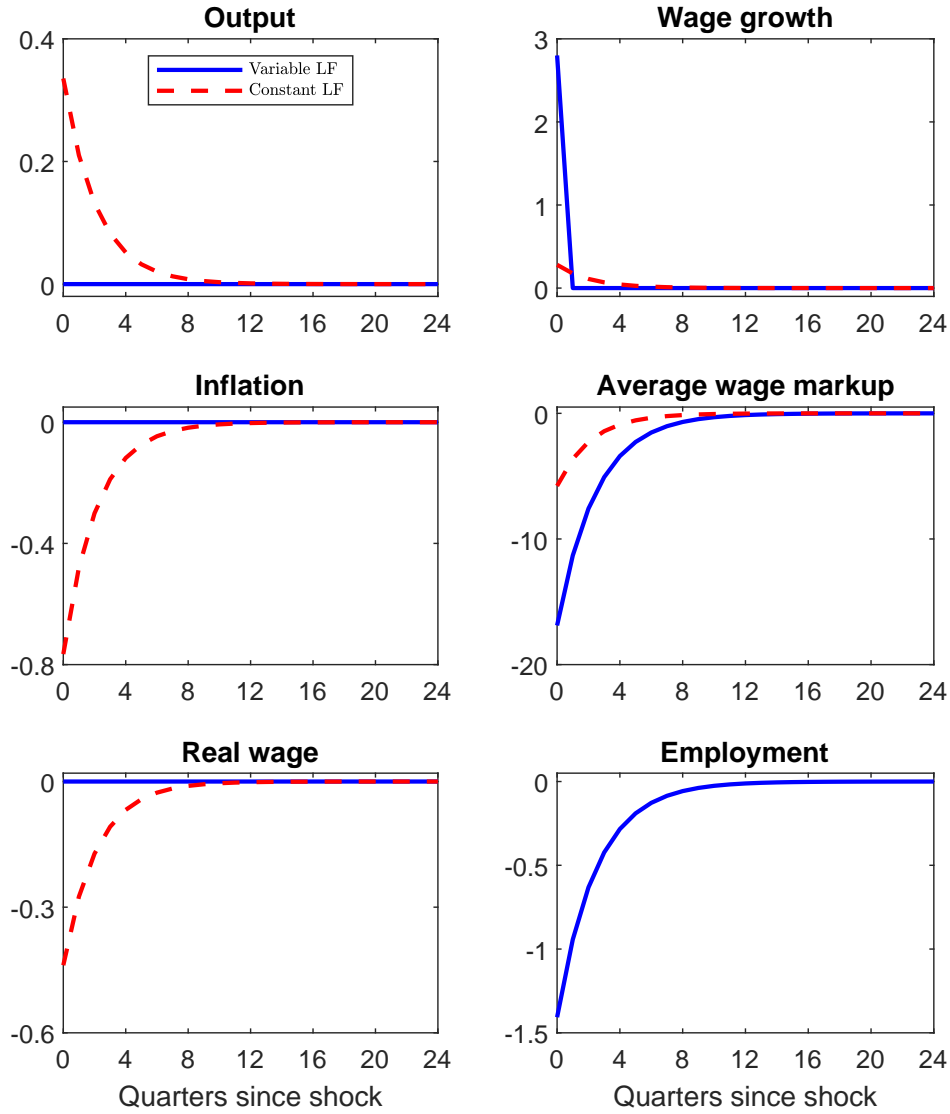 Output
0.4
0.2
0
Variable LF
Constant LF
0 4 8 12 16 20 24
Wage growth
3
2
1
0
0 4 8 12 16 20 24
Inflation
0
-0.4
-0.8
0 4 8 12 16 20 24
Average wage markup
0
-10
-20
0 4 8 12 16 20 24
Real wage
0
-0.3
-0.6
0 4 8 12 16 20 24
Quarters since shock
Employment
0
-0.5
-1
-1.5
0 4 8 12 16 20 24
Quarters since shock